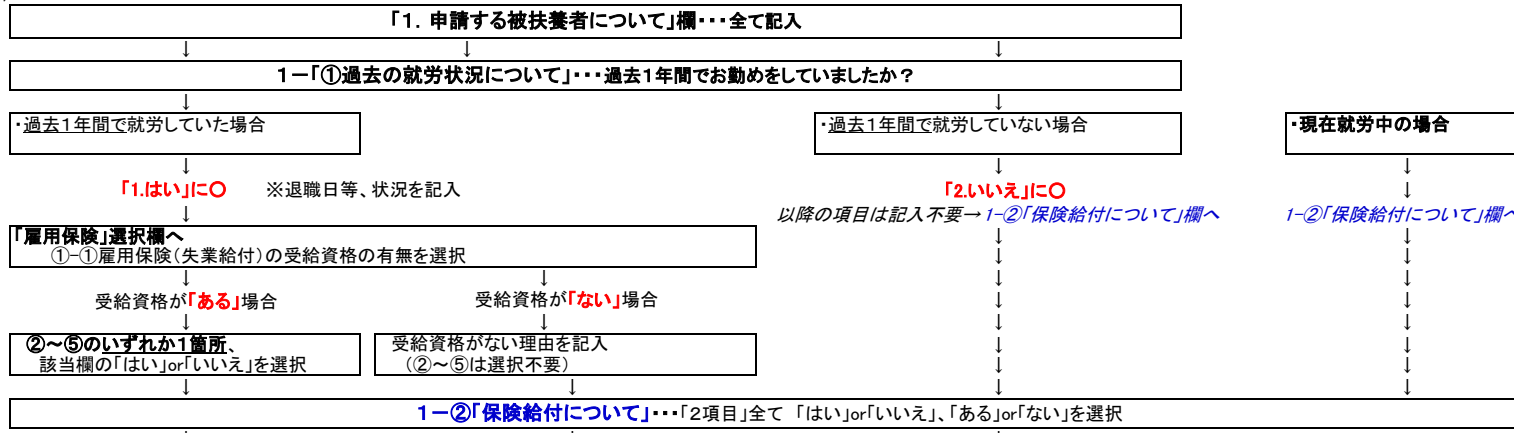 「1．申請する被扶養者について」欄・・・全て記入
↓ ↓ ↓
1－「①過去の就労状況について」・・・過去1年間でお勤めをしていましたか？
↓ ↓
・過去1年間で就労していた場合 ・過去1年間で就労していない場合 ・現在就労中の場合
↓ ↓ ↓
「1.はい」に〇 ※退職日等、状況を記入 「2.いいえ」に〇 ↓
↓ 以降の項目は記入不要→ 1-②「保険給付について」欄へ 1-②「保険給付について」欄へ
「雇用保険」選択欄へ ↓ ↓
①-①雇用保険（失業給付）の受給資格の有無を選択 ↓ ↓
↓ ↓ ↓ ↓
受給資格が「ある」場合 受給資格が「ない」場合 ↓ ↓
↓ ↓ ↓ ↓
②～⑤のいずれか1箇所、 受給資格がない理由を記入 ↓ ↓
該当欄の「はい」or「いいえ」を選択 （②～⑤は選択不要） ↓ ↓
↓ ↓ ↓ ↓
1－②「保険給付について」・・・「2項目」全て 「はい」or「いいえ」、「ある」or「ない」を選択